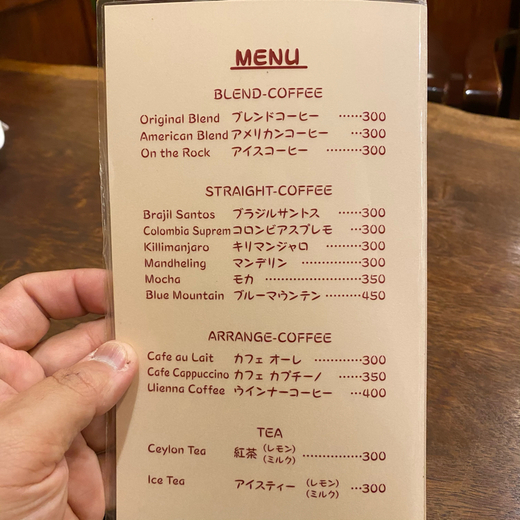 MENU
BLEND-COFFEE
Original Blend ブレンドコーヒー ……300
American Blend アメリカンコーヒー …300
On the Rock アイスコーヒー ………300
STRAIGHT-COFFEE
Brajil Santos ブラジルサントス ……300
Colombia Suprem コロンビアスプレモ …300
Killimanjaro キリマンジャロ ………300
Mandheling マンデリン ………300
Mocha モカ ……………350
Blue Mountain ブルーマウンテン ………450
ARRANGE-COFFEE
Cafe au Lait カフェ オーレ …………300
Cafe Cappuccino カフェ カプチーノ ……350
Uienna Coffee ウインナーコーヒー …400
TEA
Ceylon Tea 紅茶 (レモン) (ミルク) ……………300
Ice Tea アイスティー (レモン) (ミルク) …300